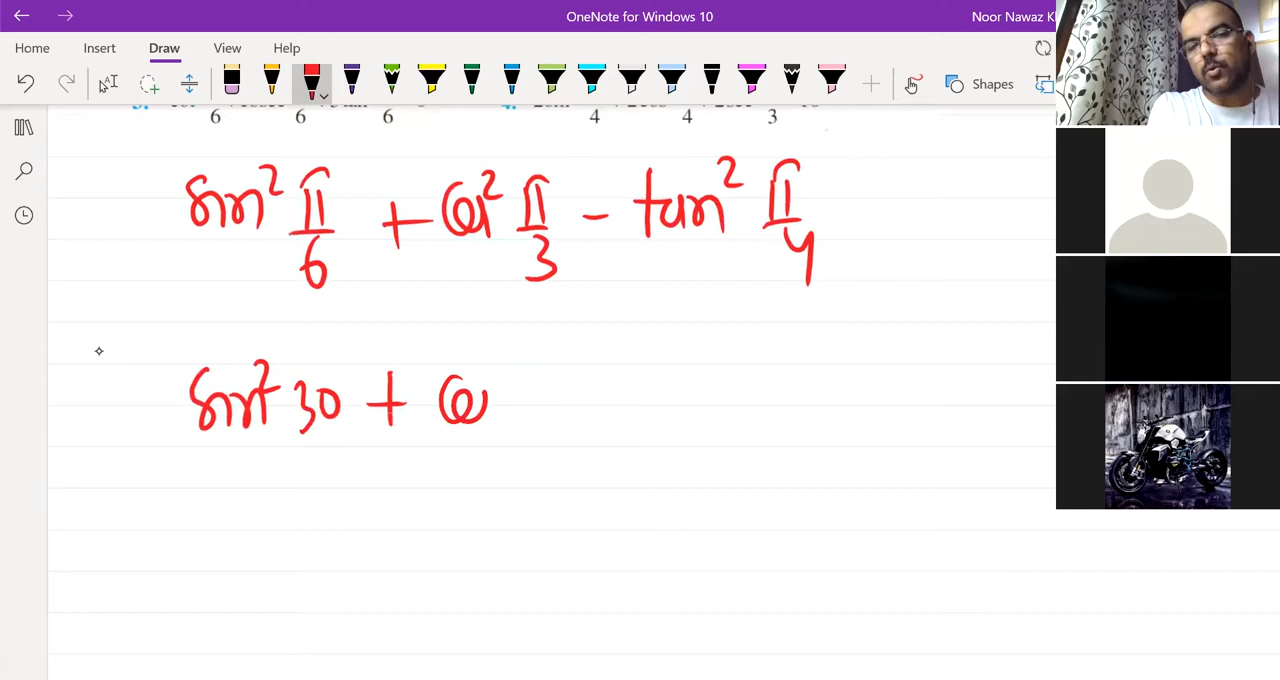 OneNote for Windows 10
Noor Nawaz Kh
Home Insert Draw View Help
Shapes
6 6 6 4 4 3
sin² π/6 + cos² π/3 - tan² π/4
sin² 30 + cos